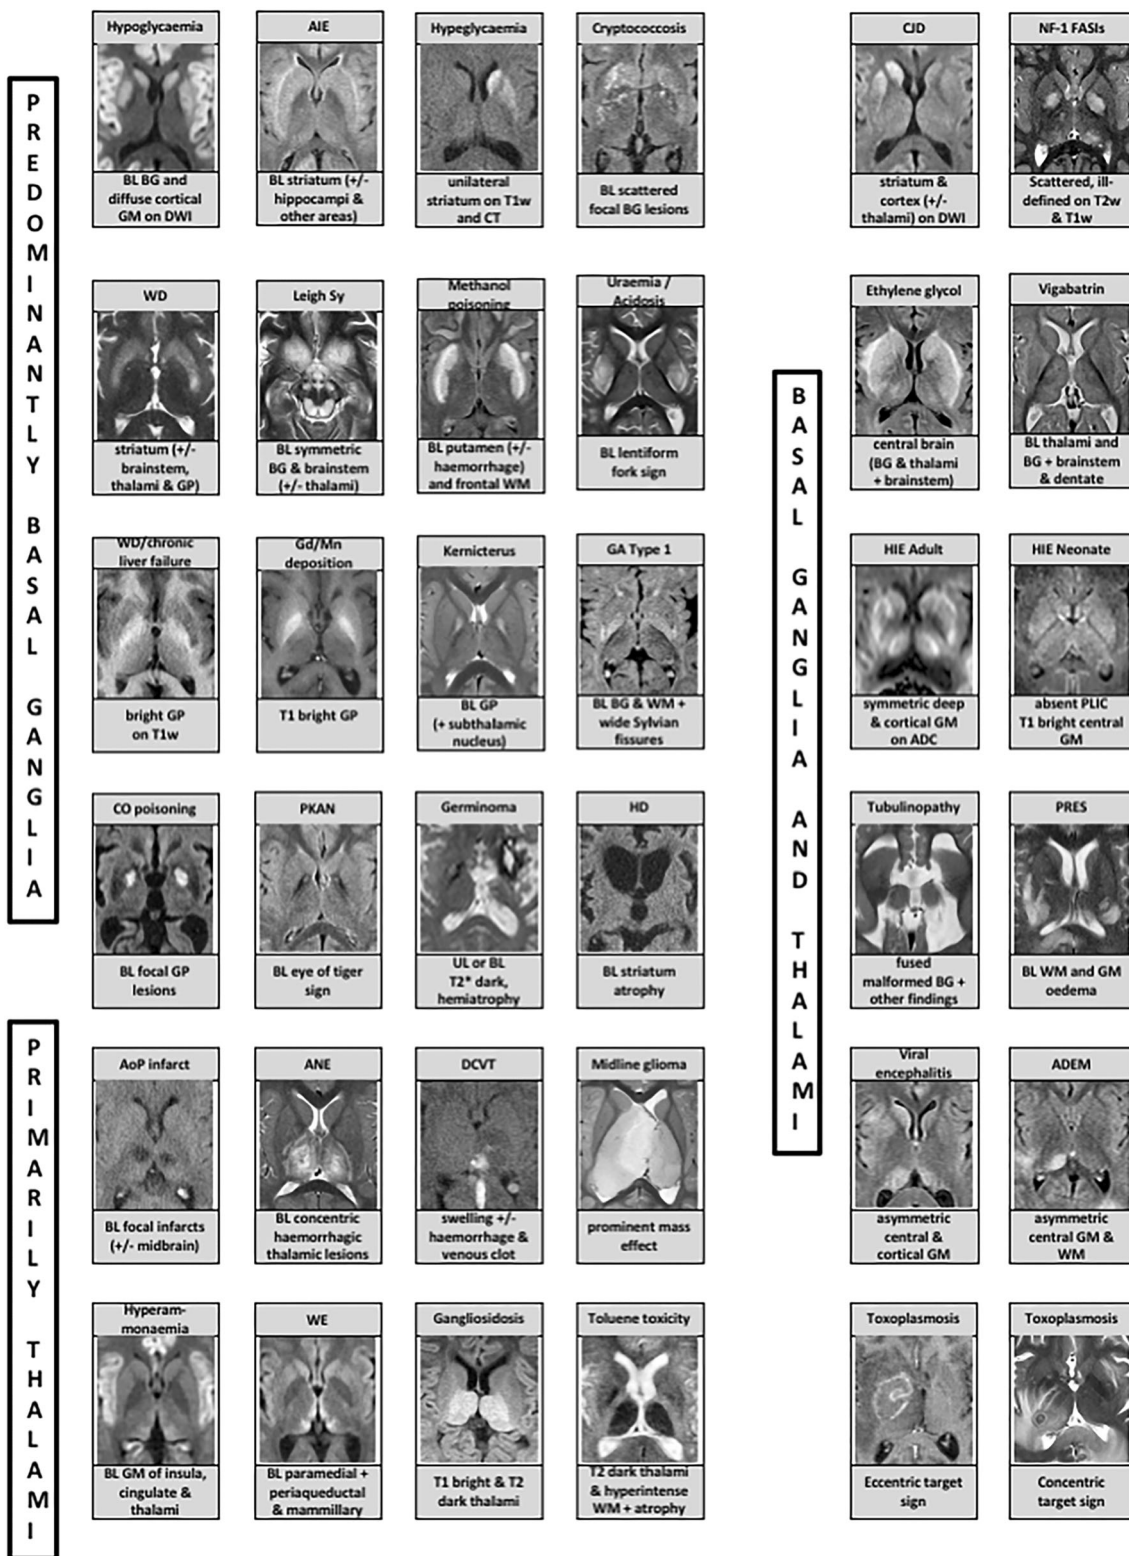 PREDOMINANTLY BASAL GANGLIA
Hypoglycaemia
BL BG and
diffuse cortical
GM on DWI
AIE
BL striatum (+/-
hippocampi &
other areas)
Hypeglycaemia
unilateral
striatum on T1w
and CT
Cryptococcosis
BL scattered
focal BG lesions
WD
striatum (+/-
brainstem,
thalami & GP)
Leigh Sy
BL symmetric
BG & brainstem
(+/- thalami)
Methanol
poisoning
BL putamen (+/-
haemorrhage)
and frontal WM
Uraemia /
Acidosis
BL lentiform
fork sign
WD/chronic
liver failure
bright GP
on T1w
Gd/Mn
deposition
T1 bright GP
Kernicterus
BL GP
(+ subthalamic
nucleus)
GA Type 1
BL BG & WM +
wide Sylvian
fissures
CO poisoning
BL focal GP
lesions
PKAN
BL eye of tiger
sign
Germinoma
UL or BL
T2* dark,
hemiatrophy
HD
BL striatum
atrophy
PRIMARILY THALAMI
AoP infarct
BL focal infarcts
(+/- midbrain)
ANE
BL concentric
haemorrhagic
thalamic lesions
DCVT
swelling +/-
haemorrhage &
venous clot
Midline glioma
prominent mass
effect
Hyperam-
monaemia
BL GM of insula,
cingulate &
thalami
WE
BL paramedial +
periaqueductal
& mammillary
Gangliosidosis
T1 bright & T2
dark thalami
Toluene toxicity
T2 dark thalami
& hyperintense
WM + atrophy
BASAL GANGLIA AND THALAMI
CJD
striatum &
cortex (+/-
thalami) on DWI
NF-1 FASIs
Scattered, ill-
defined on T2w
& T1w
Ethylene glycol
central brain
(BG & thalami
+ brainstem)
Vigabatrin
BL thalami and
BG + brainstem
& dentate
HIE Adult
symmetric deep
& cortical GM
on ADC
HIE Neonate
absent PLIC
T1 bright central
GM
Tubulinopathy
fused
malformed BG +
other findings
PRES
BL WM and GM
oedema
Viral
encephalitis
asymmetric
central &
cortical GM
ADEM
asymmetric
central GM &
WM
Toxoplasmosis
Eccentric target
sign
Toxoplasmosis
Concentric
target sign